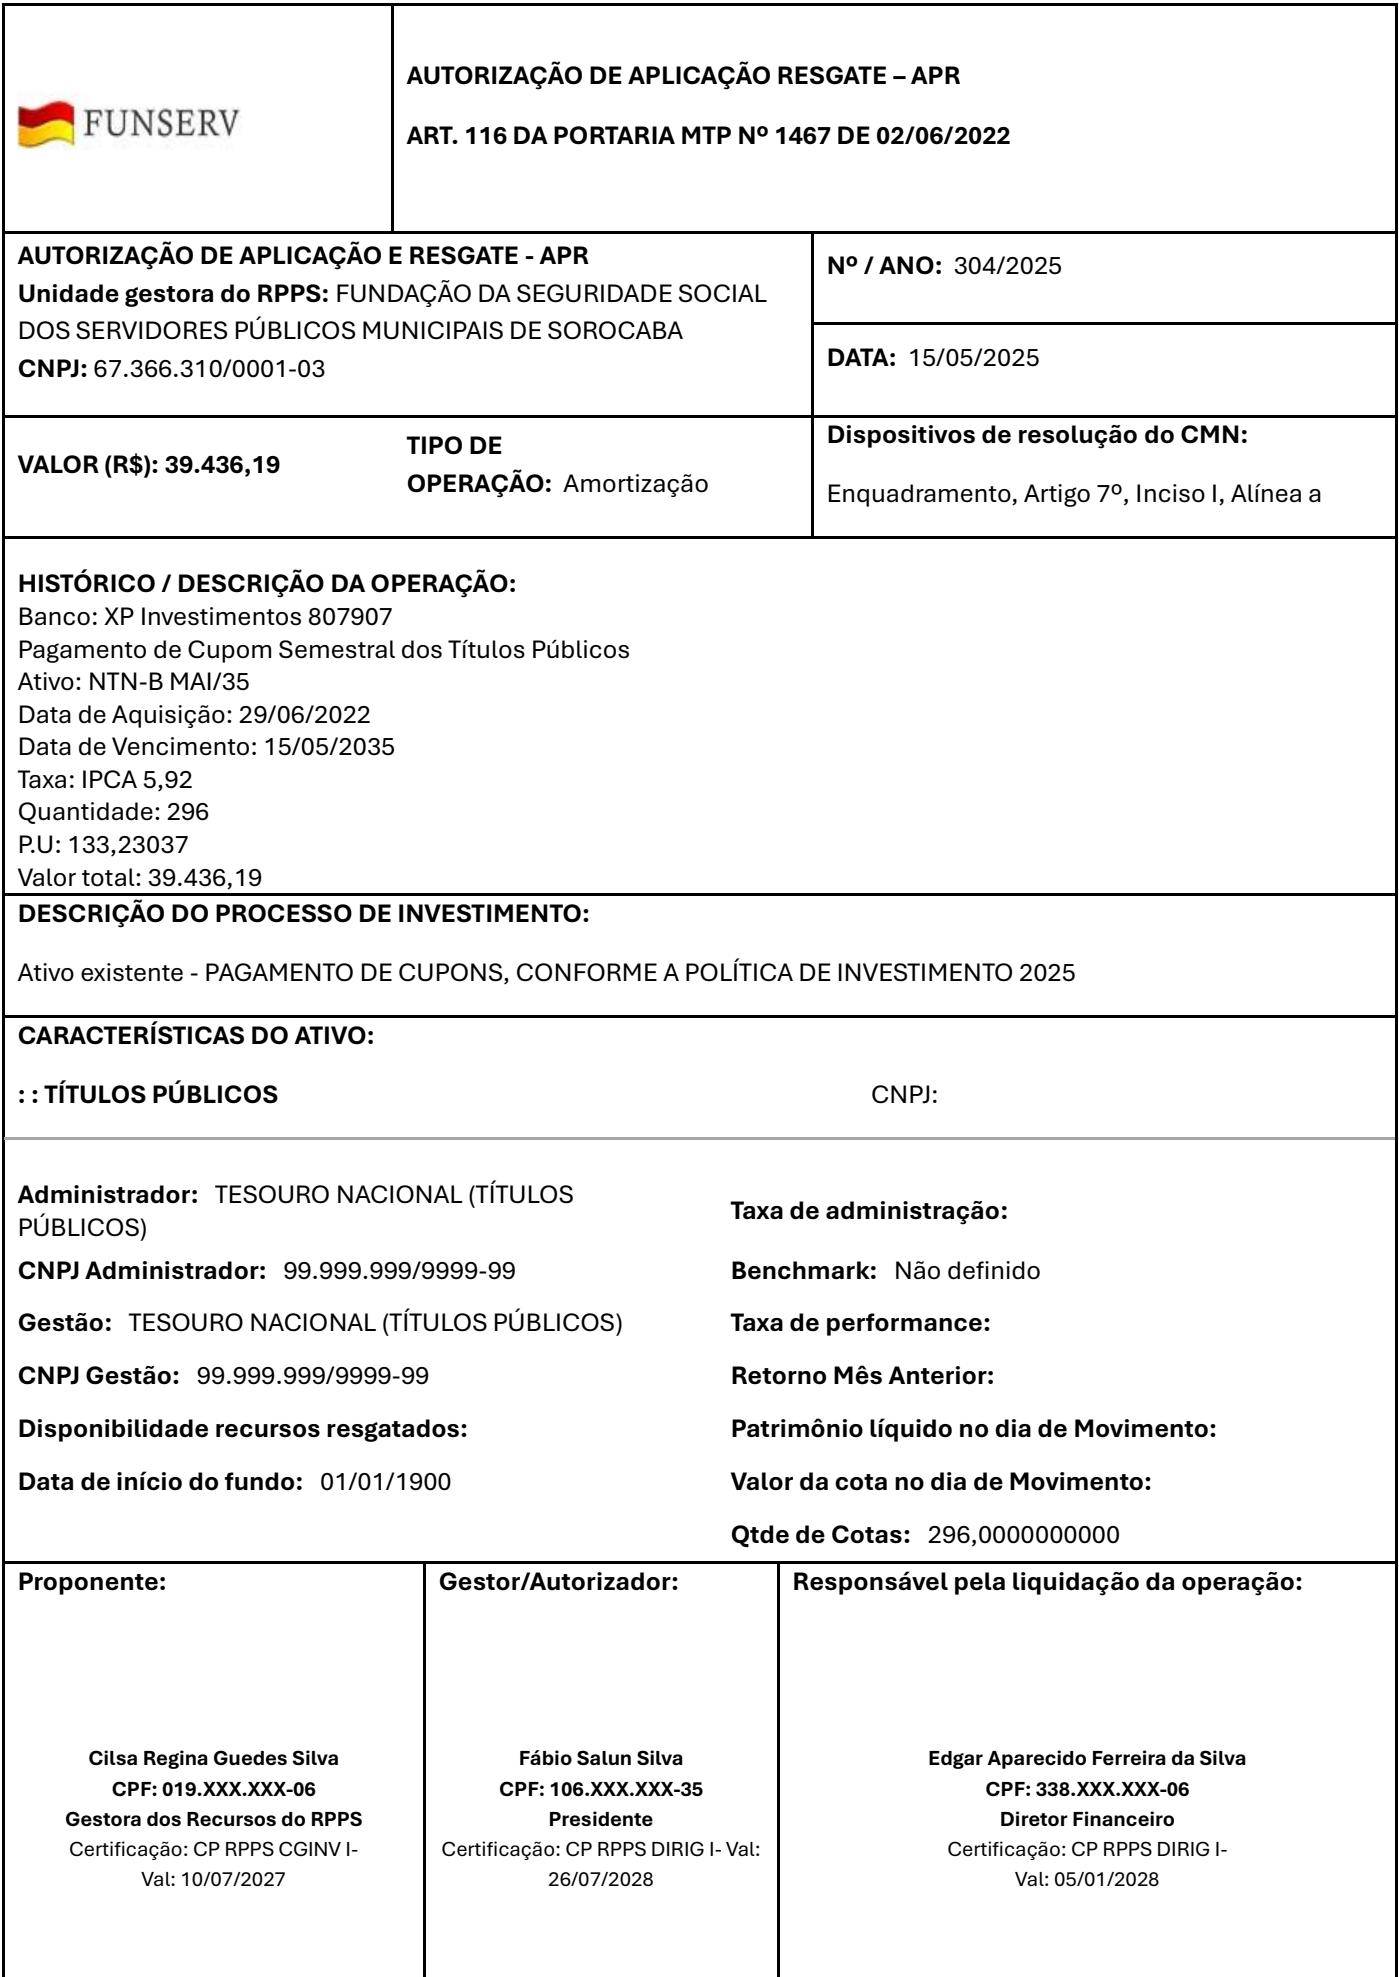 FUNSERV
AUTORIZAÇÃO DE APLICAÇÃO RESGATE – APR
ART. 116 DA PORTARIA MTP Nº 1467 DE 02/06/2022
AUTORIZAÇÃO DE APLICAÇÃO E RESGATE - APR
Unidade gestora do RPPS: FUNDAÇÃO DA SEGURIDADE SOCIAL
DOS SERVIDORES PÚBLICOS MUNICIPAIS DE SOROCABA
CNPJ: 67.366.310/0001-03
Nº / ANO: 304/2025
DATA: 15/05/2025
VALOR (R$): 39.436,19
TIPO DE
OPERAÇÃO: Amortização
Dispositivos de resolução do CMN:
Enquadramento, Artigo 7º, Inciso I, Alínea a
HISTÓRICO / DESCRIÇÃO DA OPERAÇÃO:
Banco: XP Investimentos 807907
Pagamento de Cupom Semestral dos Títulos Públicos
Ativo: NTN-B MAI/35
Data de Aquisição: 29/06/2022
Data de Vencimento: 15/05/2035
Taxa: IPCA 5,92
Quantidade: 296
P.U: 133,23037
Valor total: 39.436,19
DESCRIÇÃO DO PROCESSO DE INVESTIMENTO:
Ativo existente - PAGAMENTO DE CUPONS, CONFORME A POLÍTICA DE INVESTIMENTO 2025
CARACTERÍSTICAS DO ATIVO:
: : TÍTULOS PÚBLICOS CNPJ:
Administrador: TESOURO NACIONAL (TÍTULOS
PÚBLICOS)
Taxa de administração:
CNPJ Administrador: 99.999.999/9999-99
Benchmark: Não definido
Gestão: TESOURO NACIONAL (TÍTULOS PÚBLICOS)
Taxa de performance:
CNPJ Gestão: 99.999.999/9999-99
Retorno Mês Anterior:
Disponibilidade recursos resgatados:
Patrimônio líquido no dia de Movimento:
Data de início do fundo: 01/01/1900
Valor da cota no dia de Movimento:
Qtde de Cotas: 296,0000000000
Proponente:
Cilsa Regina Guedes Silva
CPF: 019.XXX.XXX-06
Gestora dos Recursos do RPPS
Certificação: CP RPPS CGINV I-
Val: 10/07/2027
Gestor/Autorizador:
Fábio Salun Silva
CPF: 106.XXX.XXX-35
Presidente
Certificação: CP RPPS DIRIG I- Val:
26/07/2028
Responsável pela liquidação da operação:
Edgar Aparecido Ferreira da Silva
CPF: 338.XXX.XXX-06
Diretor Financeiro
Certificação: CP RPPS DIRIG I-
Val: 05/01/2028